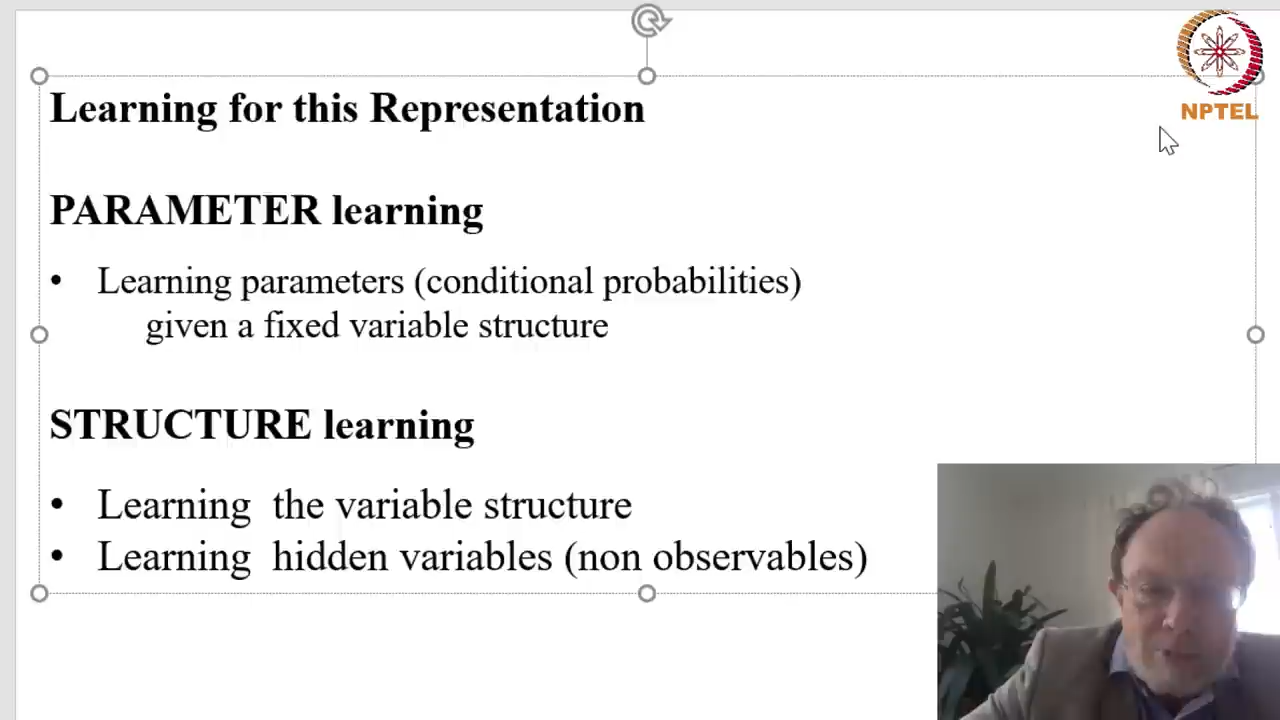 Learning for this Representation
NPTEL
PARAMETER learning
• Learning parameters (conditional probabilities)
given a fixed variable structure
STRUCTURE learning
• Learning the variable structure
• Learning hidden variables (non observables)